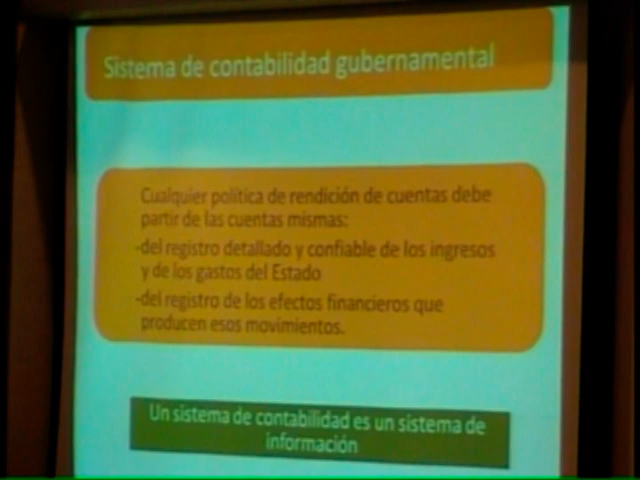 Sistema de contabilidad gubernamental
Cualquier política de rendición de cuentas debe
partir de las cuentas mismas:
-del registro detallado y confiable de los ingresos
y de los gastos del Estado
-del registro de los efectos financieros que
producen esos movimientos.
Un sistema de contabilidad es un sistema de
información